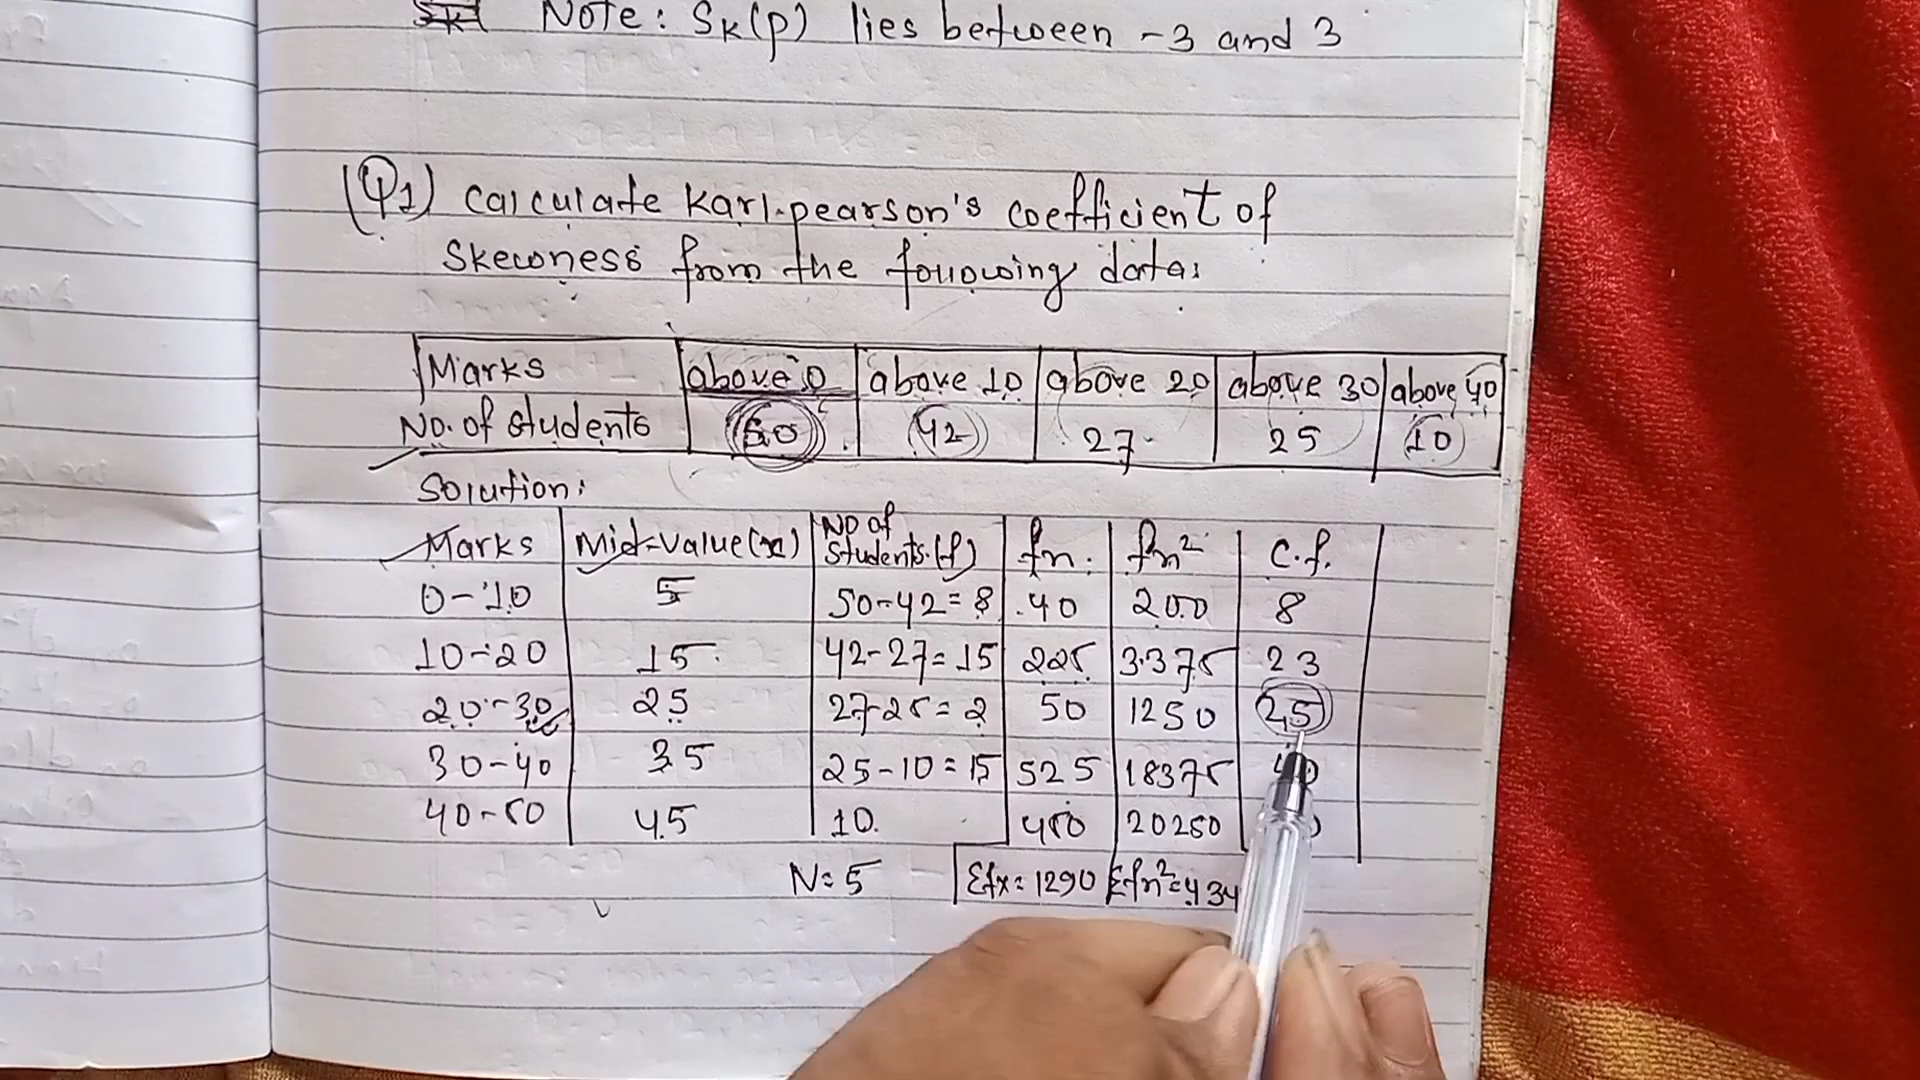 Note: Sk(p) lies between -3 and 3
(Q1) Calculate Karl-pearson's coefficient of
Skewness from the following data:
Marks above 0 above 10 above 20 above 30 above 40
No. of students 50 42 27 25 10
Solution:
Marks Mid-value(x) No of students (f) fx fx² C.f.
0-10 5 50-42=8 40 200 8
10-20 15 42-27=15 225 3375 23
20-30 25 27-25=2 50 1250 25
30-40 35 25-10=15 525 18375
40-50 45 10 450 20250
N=5 Σfx=1290 Σfx²=434